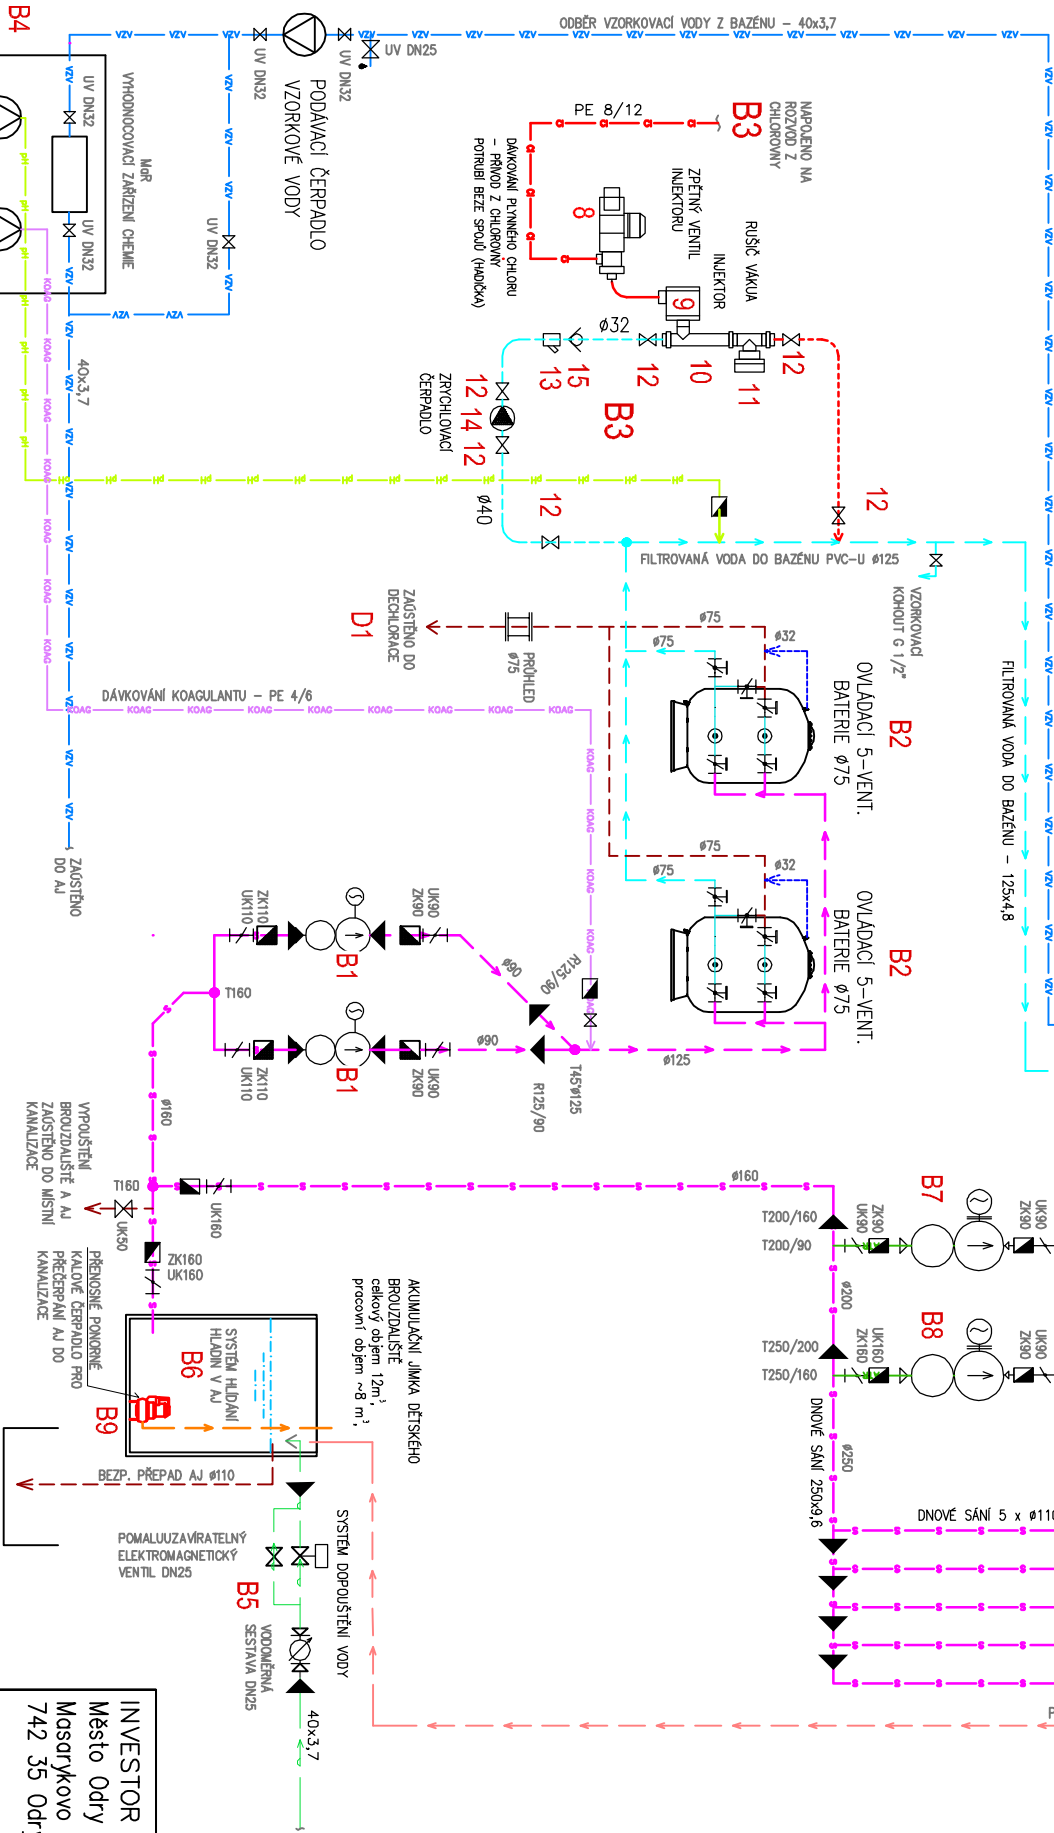 ODBĚR VZORKOVACÍ VODY Z BAZÉNU – 40x3,7
VZV
B4
UV DN32
UV DN32
UV DN25
PODÁVACÍ ČERPADLO
VZORKOVÉ VODY
UV DN32
UV DN32
UV DN32
MaR
VYHODNOCOVACÍ ZAŘÍZENÍ CHEMIE
40x3,7
pH
KOAG
PE 8/12
B3
NAPOJENO NA
ROZVOD Z
CHLOROVNY
DÁVKOVÁNÍ PLYNNÉHO CHLORU
– PŘÍVOD Z CHLOROVNY
POTRUBÍ BEZE SPOJŮ (HADIČKA)
ZPĚTNÝ VENTIL
INJEKTORU
RUŠIČ VÁKUA
INJEKTOR
8
9
10
11
12
12
12
ø32
15
13
B3
12
14
12
ZRYCHLOVACÍ
ČERPADLO
ø40
12
FILTROVANÁ VODA DO BAZÉNU PVC–U ø125
VZORKOVACÍ
KOHOUT G 1/2"
FILTROVANÁ VODA DO BAZÉNU – 125x4,8
D1
ZAÚSTĚNO DO
DECHLORACE
PRŮHLED
ø75
ø75
ø75
ø32
OVLÁDACÍ 5–VENT.
BATERIE ø75
B2
ø75
ø75
ø32
OVLÁDACÍ 5–VENT.
BATERIE ø75
B2
DÁVKOVÁNÍ KOAGULANTU – PE 4/6
ZAÚSTĚNO
DO AJ
ZK110
UK110
B1
UK90
ZK90
ø90
R125/90
T160
UK110
ZK110
B1
UK90
ZK90
ø90
R125/90
T45°ø125
ø125
ø160
VYPOUŠTĚNÍ
BROUZDALIŠTĚ A AJ
ZAÚSTĚNO DO MÍSTNÍ
KANALIZACE
T160
UK50
UK160
ZK160
UK160
ø160
T200/160
T200/90
ZK90
UK90
B7
UK90
ZK90
ø200
T250/200
T250/160
UK160
ZK160
B8
UK90
ZK90
ø250
DNOVÉ SÁNÍ 250x9,6
DNOVÉ SÁNÍ 5 x ø110
PŘENOSNÉ PONORNÉ
KALOVÉ ČERPADLO PRO
PŘEČERPÁNÍ AJ DO
KANALIZACE
SYSTÉM HLÍDÁNÍ
HLADIN V AJ
B6
B9
AKUMULAČNÍ JÍMKA DĚTSKÉHO
BROUZDALIŠTĚ
celkový objem 12m³,
pracovní objem ~8 m³,
BEZP. PŘEPAD AJ ø110
POMALUUZAVÍRATELNÝ
ELEKTROMAGNETICKÝ
VENTIL DN25
B5
SYSTÉM DOPOUŠTĚNÍ VODY
VODOMĚRNÁ
SESTAVA DN25
40x3,7
INVESTOR
Město Odry
Masarykovo
742 35 Odry